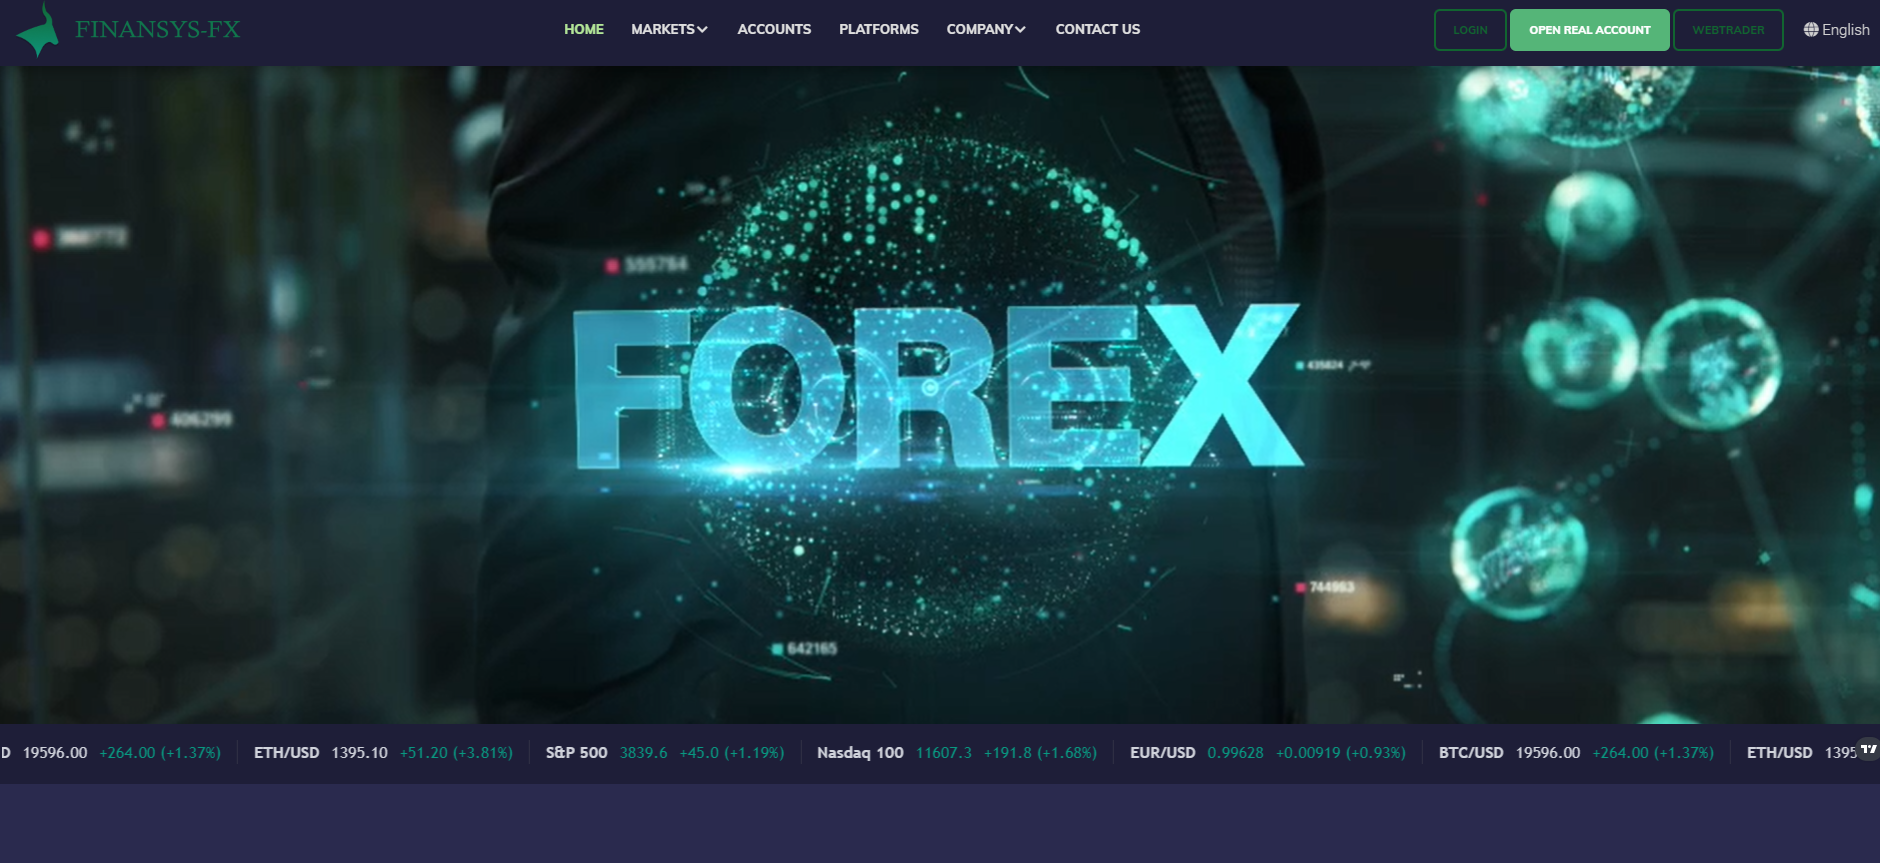 FINANSYS-FX
HOME MARKETS ACCOUNTS PLATFORMS COMPANY CONTACT US
LOGIN OPEN REAL ACCOUNT WEBTRADER English
555784
FOREX
435824
406299
744983
642165
D 19596.00 +264.00 (+1.37%) ETH/USD 1395.10 +51.20 (+3.81%) S&P 500 3839.6 +45.0 (+1.19%) Nasdaq 100 11607.3 +191.8 (+1.68%) EUR/USD 0.99628 +0.00919 (+0.93%) BTC/USD 19596.00 +264.00 (+1.37%) ETH/USD 1395